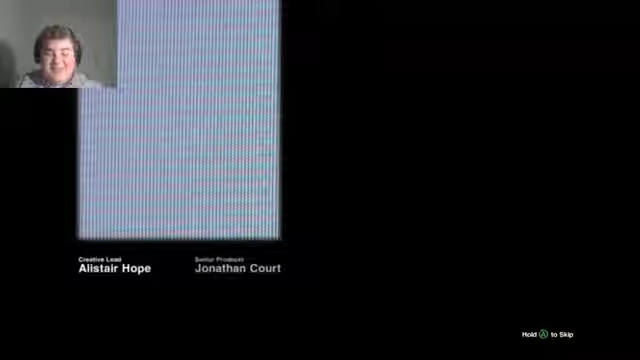 Creative Lead
Alistair Hope
Senior Producer
Jonathan Court
Hold A to Skip